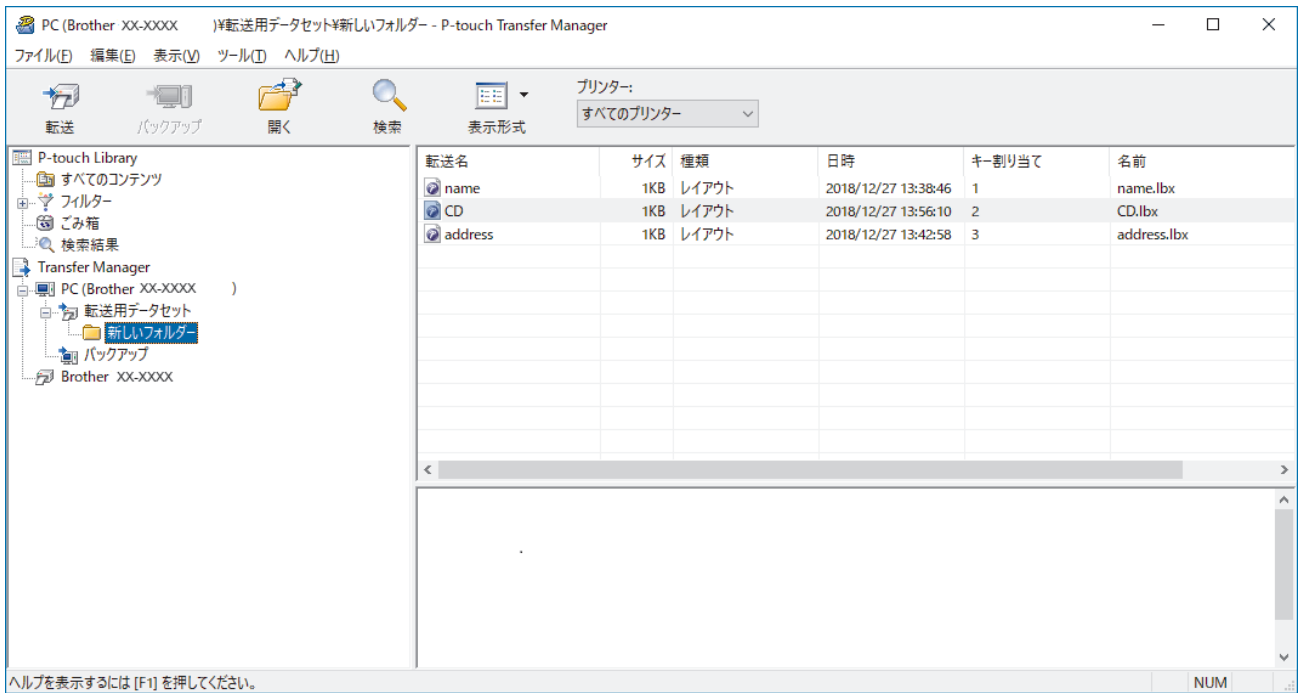 PC (Brother XX-XXXX )¥転送用データセット¥新しいフォルダー - P-touch Transfer Manager
ファイル(F) 編集(E) 表示(V) ツール(T) ヘルプ(H)
転送 バックアップ 開く 検索 表示形式
プリンター:
すべてのプリンター
P-touch Library
すべてのコンテンツ
フィルター
ごみ箱
検索結果
Transfer Manager
PC (Brother XX-XXXX )
転送用データセット
新しいフォルダー
バックアップ
Brother XX-XXXX
転送名 サイズ 種類 日時 キー割り当て 名前
name 1KB レイアウト 2018/12/27 13:38:46 1 name.lbx
CD 1KB レイアウト 2018/12/27 13:56:10 2 CD.lbx
address 1KB レイアウト 2018/12/27 13:42:58 3 address.lbx
ヘルプを表示するには [F1] を押してください。
NUM